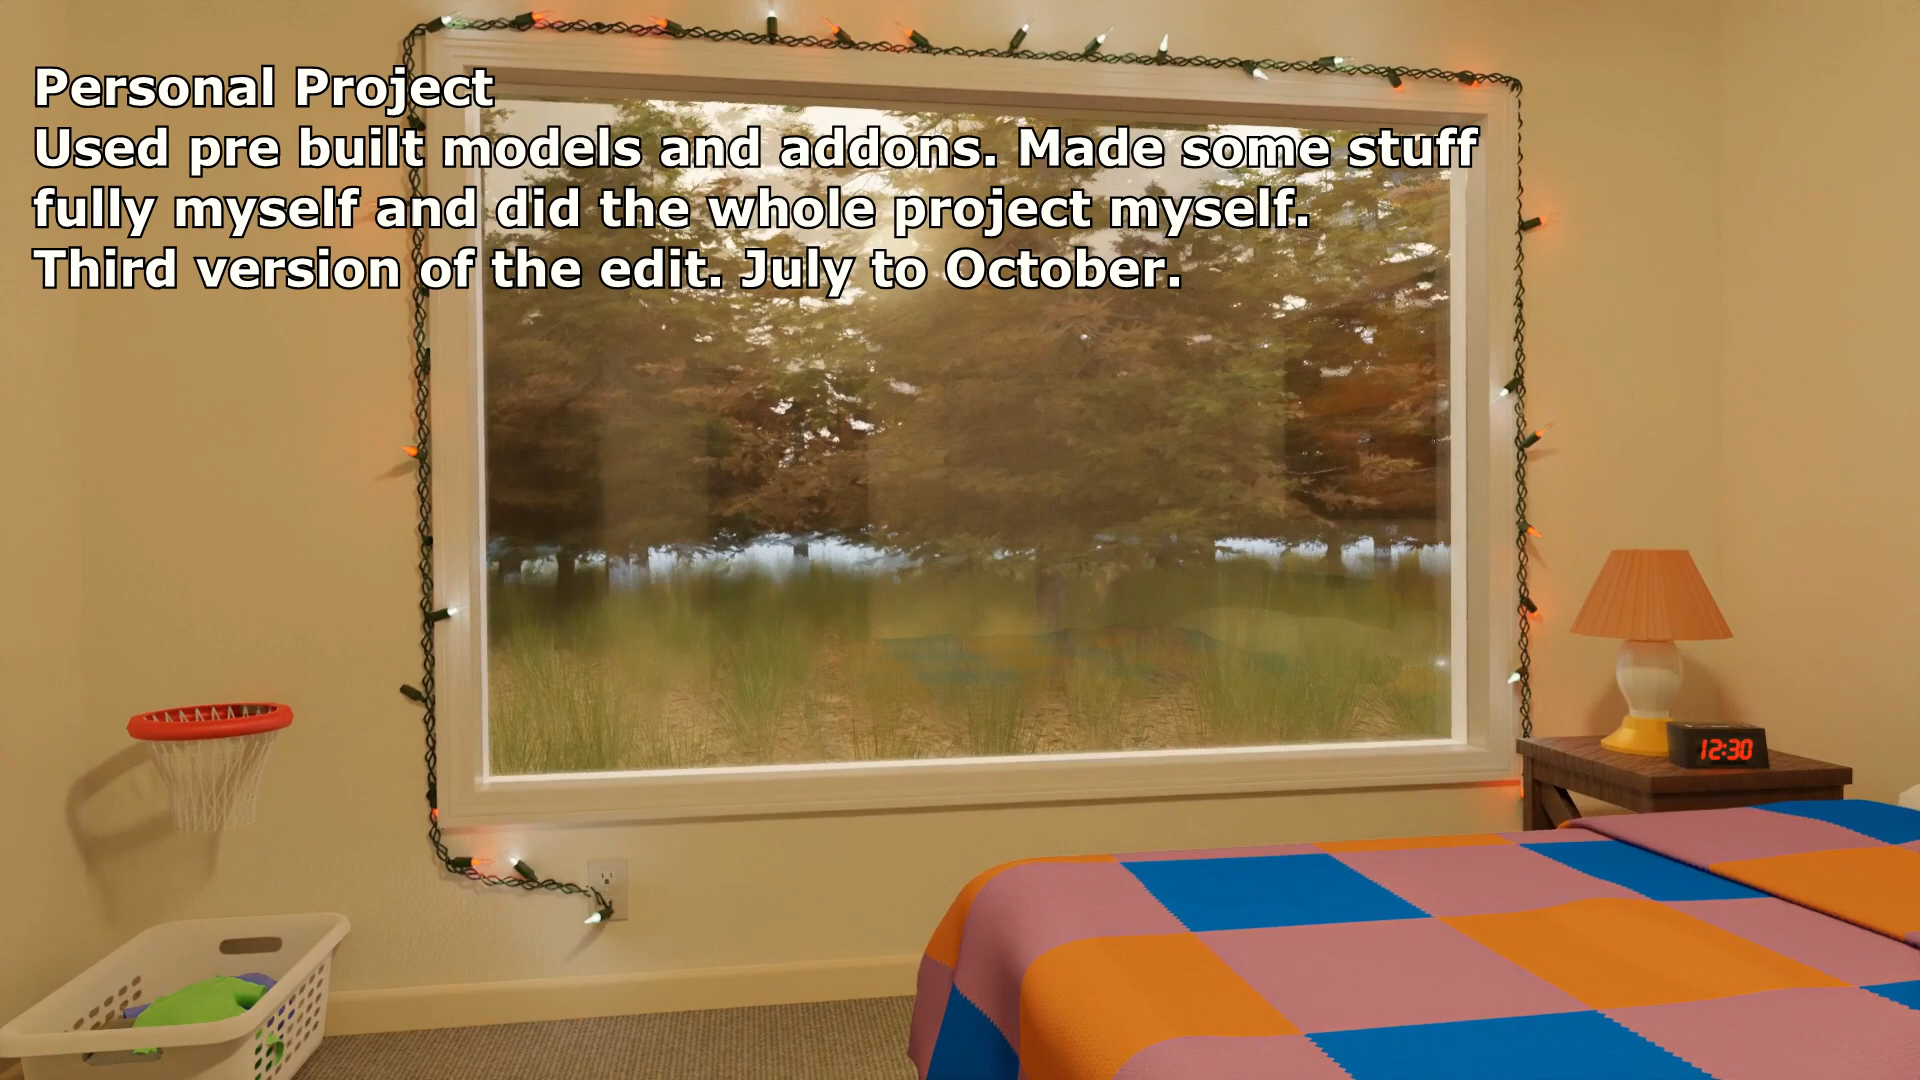 Personal Project
Used pre built models and addons. Made some stuff
fully myself and did the whole project myself.
Third version of the edit. July to October.
12:30